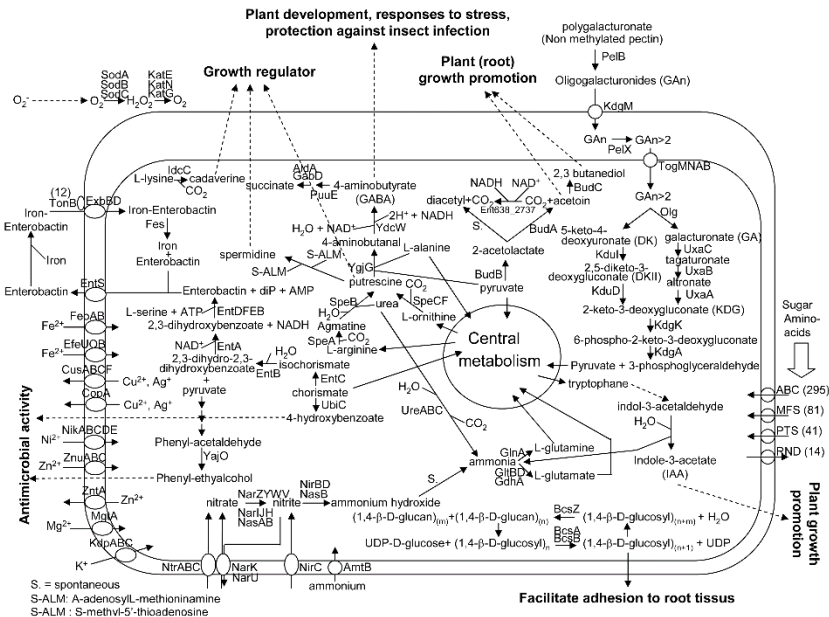 Plant development, responses to stress,
protection against insect infection
polygalacturonate
(Non methylated pectin)
PelB
Oligogalacturonides (GAn)
KdgM
Growth regulator
Plant (root)
growth promotion
SodA
SodB
SodC
KatE
KatN
KatG
O2- O2 H2O2 O2
GAn GAn>2
PelX
TogMNAB
GAn>2
Olg
IdcC
L-lysine cadaverine
CO2
AldA
GabD
succinate 4-aminobutyrate
PuuE (GABA)
2H+ + NADH
H2O + NAD+ YdcW
4-aminobutanal
NADH NAD+
diacetyl+CO2 +acetoin
Ent638_2737
2,3 butanediol
BudC
S. BudA
2-acetolactate
BudB
pyruvate
5-keto-4-
deoxyuronate (DK)
KduI
2,5-diketo-3-
deoxygluconate (DKII)
KduD
galacturonate (GA)
UxaC
tagaturonate
UxaB
altronate
UxaA
2-keto-3-deoxygluconate (KDG)
KdgK
6-phospho-2-keto-3-deoxygluconate
KdgA
Pyruvate + 3-phosphoglyceraldehyde
tryptophane
indol-3-acetaldehyde
H2O
Indole-3-acetate
(IAA)
(12)
TonB ExbBD
Iron-
Enterobactin
Iron
Enterobactin
Iron-Enterobactin
Fes
Iron
+
Enterobactin
EntS
Enterobactin + diP + AMP
L-serine + ATP EntDFEB
2,3-dihydroxybenzoate + NADH
NAD+ EntA
2,3-dihydro-2,3-
dihydroxybenzoate
H2O
EntB
isochorismate
EntC
chorismate
UbiC
4-hydroxybenzoate
+
pyruvate
Phenyl-acetaldehyde
YajO
Phenyl-ethyalcohol
spermidine
S-ALM
S-ALM
YgjG
L-alanine
putrescine
SpeB
H2O urea
CO2
SpeCF
L-ornithine
Agmatine
SpeA CO2
L-arginine
Central
metabolism
H2O
UreABC
CO2
S.
ammonia
GlnA L-glutamine
GltBD
GdhA
L-glutamate
FepAB
Fe2+
EfeUOB
Fe2+
CusABCF
Cu2+, Ag+
CopA
Cu2+, Ag+
NikABCDE
Ni2+
ZnuABC
Zn2+
ZntA
Zn2+
MgtA
Mg2+
KdpABC
K+
Antimicrobial activity
Sugar
Amino-
acids
ABC (295)
MFS (81)
PTS (41)
RND (14)
Plant growth
promotion
nitrate
NarZYWV
NarIJH
NasAB
nitrite
NirBD
NasB
ammonium hydroxide
NtrABC
NarK
NarU
NirC
AmtB
ammonium
(1,4-β-D-glucan)(m)+(1,4-β-D-glucan)(n)
BcsZ
(1,4-β-D-glucosyl)(n+m) + H2O
UDP-D-glucose+ (1,4-β-D-glucosyl)n
BcsA
BcsB
(1,4-β-D-glucosyl)(n+1) + UDP
Facilitate adhesion to root tissus
S. = spontaneous
S-ALM: A-adenosylL-methioninamine
S-ALM : S-methyl-5'-thioadenosine